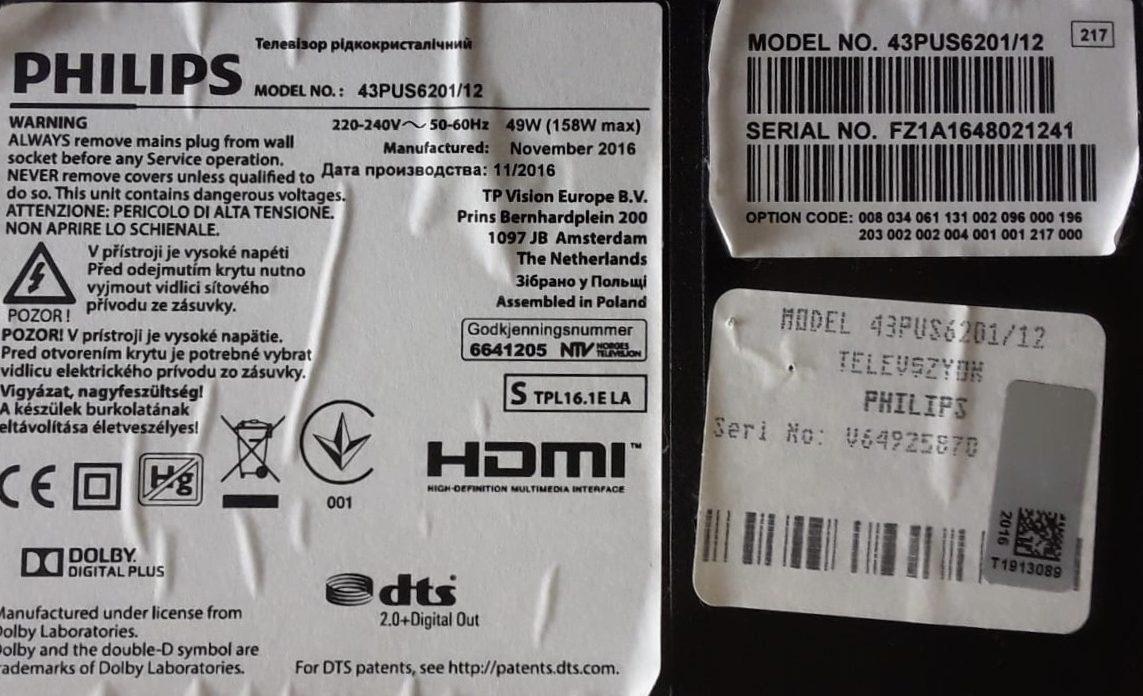 Телевізор рідкокристалічний
PHILIPS
MODEL NO.: 43PUS6201/12
WARNING
ALWAYS remove mains plug from wall
socket before any Service operation.
NEVER remove covers unless qualified to
do so. This unit contains dangerous voltages.
ATTENZIONE: PERICOLO DI ALTA TENSIONE.
NON APRIRE LO SCHIENALE.
V přístroji je vysoké napětí
Před odejmutím krytu nutno
vyjmout vidlici síťového
přívodu ze zásuvky.
POZOR!
POZOR! V prístroji je vysoké napätie.
Pred otvorením krytu je potrebné vybrat
vidlicu elektrického prívodu zo zásuvky.
Vigyázat, nagyfeszültség!
A készülek burkolatának
eltávolítása életveszélyes!
220-240V~ 50-60Hz 49W (158W max)
Manufactured: November 2016
Дата производства: 11/2016
TP Vision Europe B.V.
Prins Bernhardplein 200
1097 JB Amsterdam
The Netherlands
Зібрано у Польщі
Assembled in Poland
Godkjenningsnummer
6641205 NTV NORGES
TELEVISION
S TPL16.1E LA
CE
Hg
001
HDMI™
HIGH-DEFINITION MULTIMEDIA INTERFACE
DOLBY
DIGITAL PLUS
dts
2.0+Digital Out
Manufactured under license from
Dolby Laboratories.
Dolby and the double-D symbol are
trademarks of Dolby Laboratories.
For DTS patents, see http://patents.dts.com.
MODEL NO. 43PUS6201/12
217
SERIAL NO. FZ1A1648021241
OPTION CODE: 008 034 061 131 002 096 000 196
203 002 002 004 001 001 217 000
MODEL 43PUS6201/12
PHILIPS
Seri No: V64925870
2016
T1913089